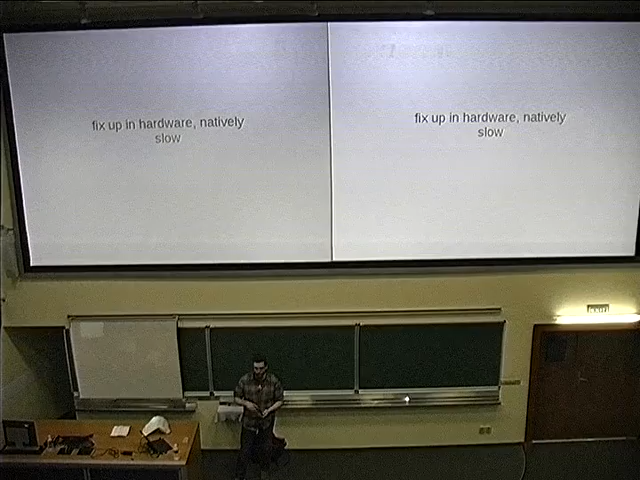 fix up in hardware, natively
slow
fix up in hardware, natively
slow